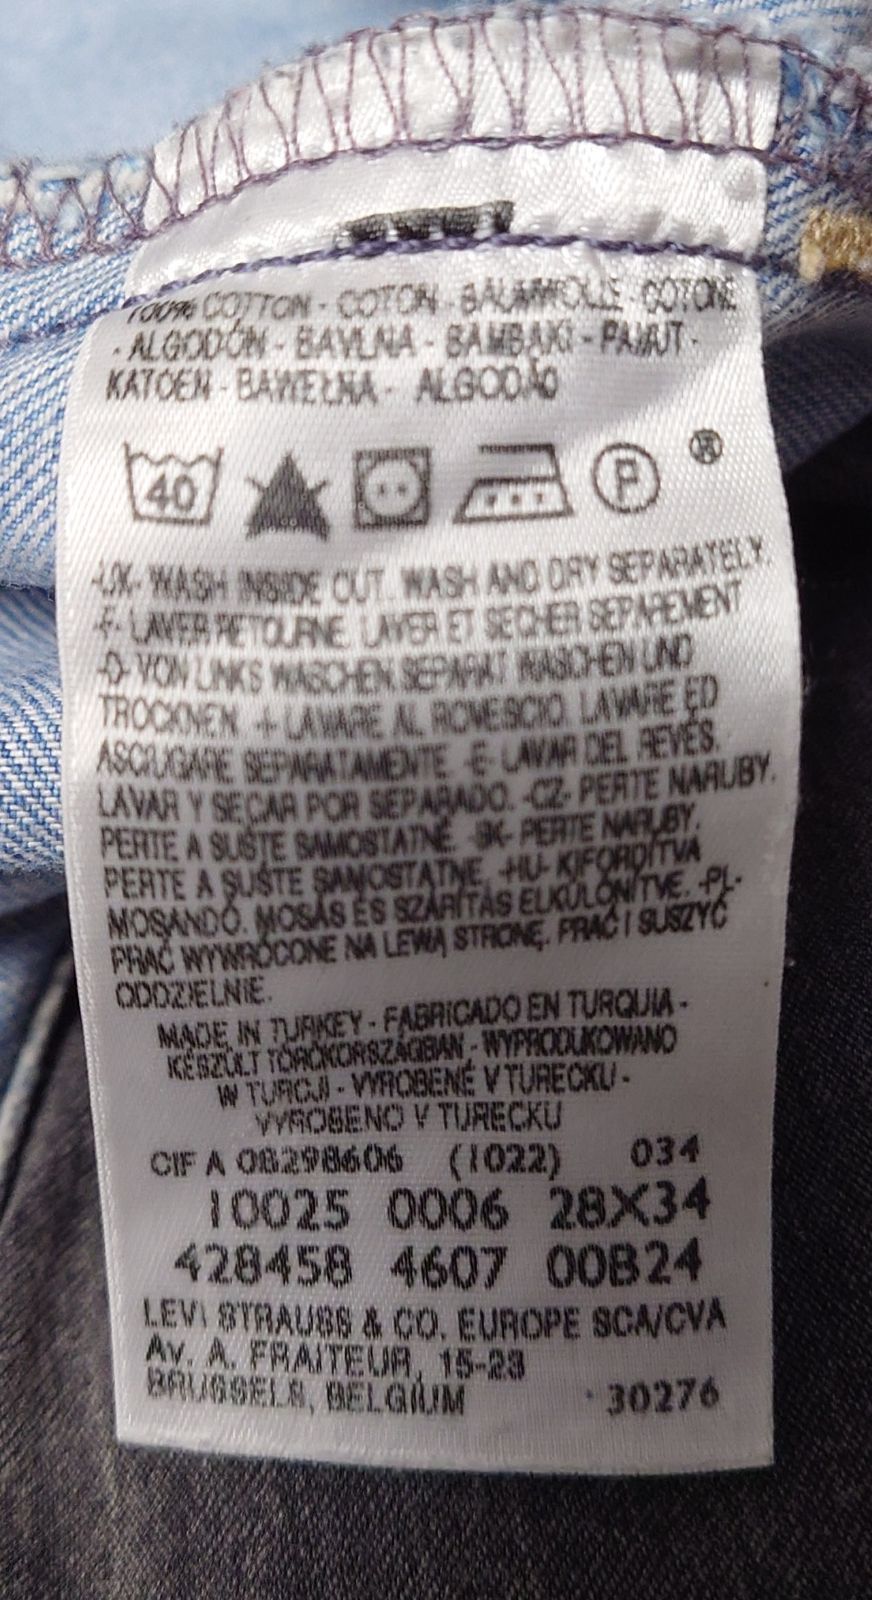 100% COTTON - COTON - BAUMWOLLE - COTONE
- ALGODÓN - BAVLNA - BAMBAKI - PAMUT -
KATOEN - BAWEŁNA - ALGODÃO
40 P ®
-UK- WASH INSIDE OUT. WASH AND DRY SEPARATELY.
-F- LAVER RETOURNE. LAVER ET SECHER SEPAREMENT
-D- VON LINKS WASCHEN. SEPARAT WASCHEN UND
TROCKNEN. -I- LAVARE AL ROVESCIO. LAVARE ED
ASCIUGARE SEPARATAMENTE -E- LAVAR DEL REVÉS.
LAVAR Y SECAR POR SEPARADO. -CZ- PERTE NARUBY.
PERTE A SUŠTE SAMOSTATNĚ -SK- PERTE NARUBY.
PERTE A SUŠTE SAMOSTATNE. -HU- KIFORDÍTVA
MOSANDÓ. MOSÁS ÉS SZÁRÍTÁS ELKÜLÖNÍTVE. -PL-
PRAĆ WYWRÓCONE NA LEWĄ STRONĘ. PRAĆ I SUSZYĆ
ODDZIELNIE.
MADE IN TURKEY - FABRICADO EN TURQUIA -
KÉSZÜLT TÖRÖKORSZÁGBAN - WYPRODUKOWANO
W TURCJI - VYROBENÉ V TURECKU -
VYROBENO V TURECKU
CIF A 08298606 (1022) 034
10025 0006 28X34
428458 4607 00B24
LEVI STRAUSS & CO. EUROPE SCA/CVA
AV. A. FRAITEUR, 15-23
BRUSSELS, BELGIUM 30276